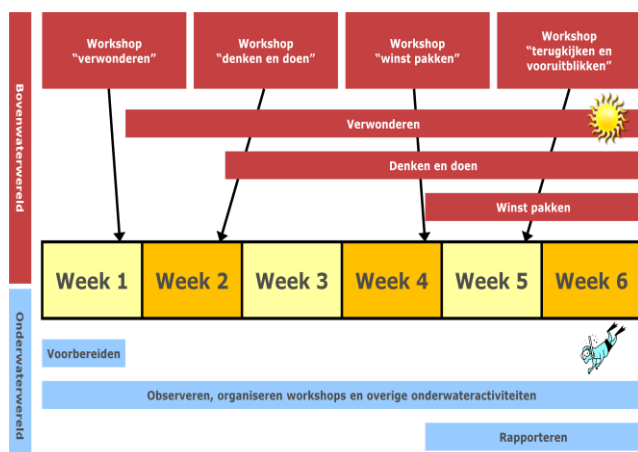 Bovenwaterwereld
Workshop
“verwonderen”
Workshop
“denken en doen”
Workshop
“winst pakken”
Workshop
“terugkijken en
vooruitblikken”
Verwonderen
Denken en doen
Winst pakken
Week 1
Week 2
Week 3
Week 4
Week 5
Week 6
Onderwaterwereld
Voorbereiden
Observeren, organiseren workshops en overige onderwateractiviteiten
Rapporteren